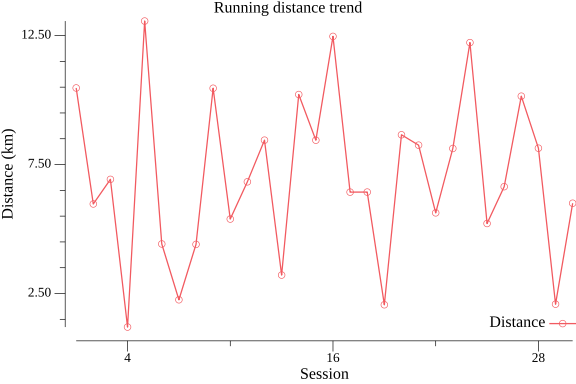 Running distance trend
12.50
7.50
2.50
Distance (km)
Distance
4
16
28
Session